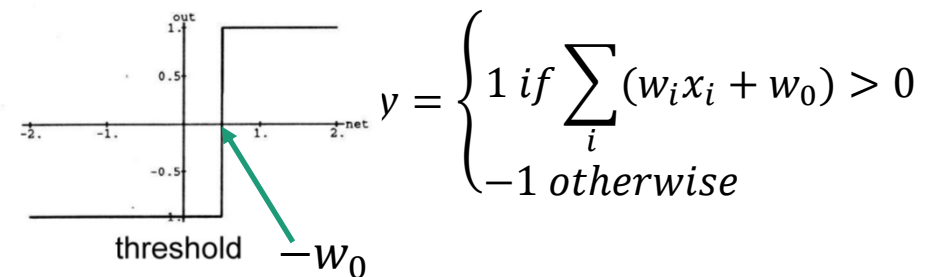 out
1.
0.5
-2. -1. 1. 2. net
-0.5
1.
threshold
-w₀
y = { 1 if ∑ᵢ (wᵢxᵢ + w₀) > 0
-1 otherwise